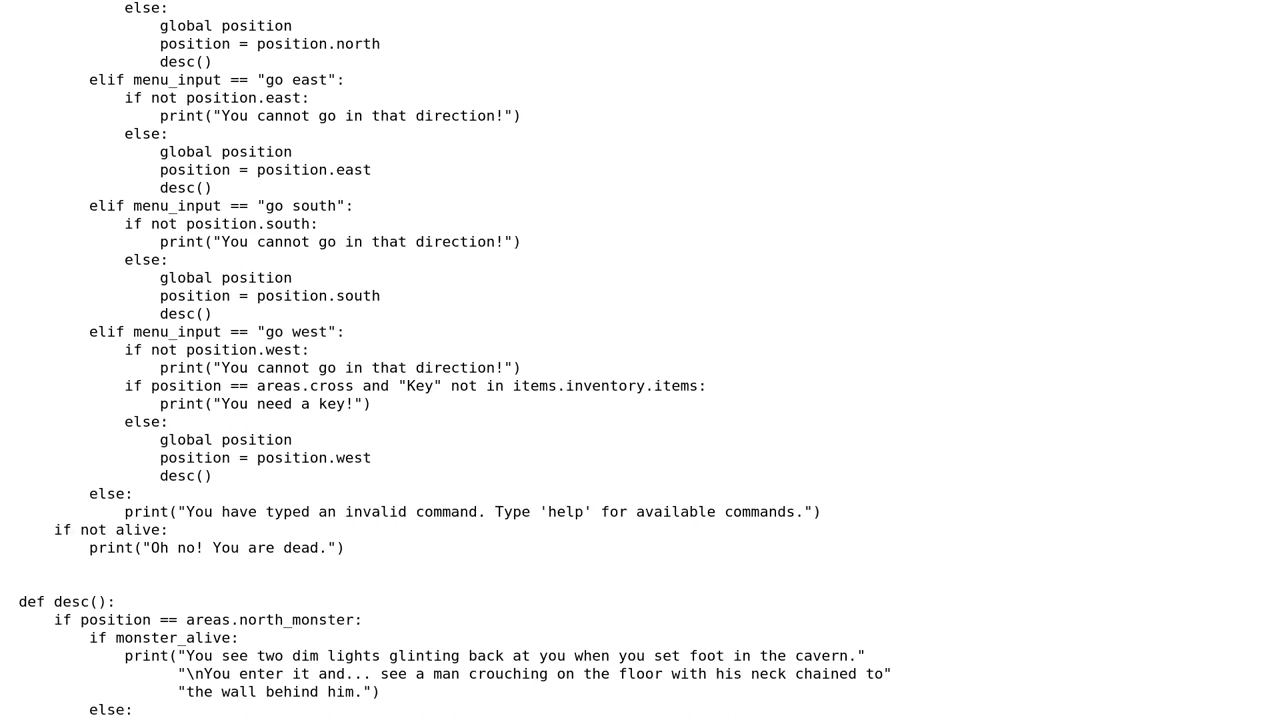 else:
                global position
                position = position.north
                desc()
        elif menu_input == "go east":
            if not position.east:
                print("You cannot go in that direction!")
            else:
                global position
                position = position.east
                desc()
        elif menu_input == "go south":
            if not position.south:
                print("You cannot go in that direction!")
            else:
                global position
                position = position.south
                desc()
        elif menu_input == "go west":
            if not position.west:
                print("You cannot go in that direction!")
            if position == areas.cross and "Key" not in items.inventory.items:
                print("You need a key!")
            else:
                global position
                position = position.west
                desc()
        else:
            print("You have typed an invalid command. Type 'help' for available commands.")
    if not alive:
        print("Oh no! You are dead.")


def desc():
    if position == areas.north_monster:
        if monster_alive:
            print("You see two dim lights glinting back at you when you set foot in the cavern."
                  "\nYou enter it and... see a man crouching on the floor with his neck chained to"
                  "the wall behind him.")
        else: